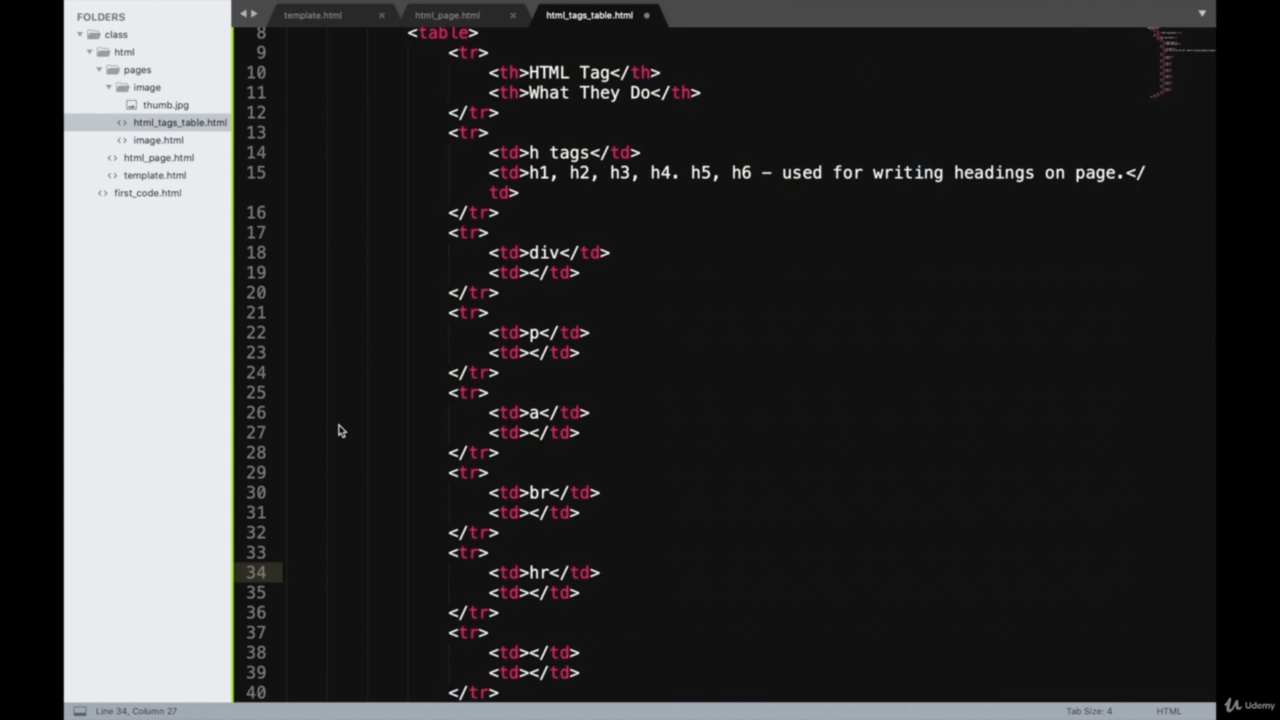 FOLDERS
class
html
pages
image
thumb.jpg
html_tags_table.html
image.html
html_page.html
template.html
first_code.html
template.html × html_page.html × html_tags_table.html
8 <table>
9 <tr>
10 <th>HTML Tag</th>
11 <th>What They Do</th>
12 </tr>
13 <tr>
14 <td>h tags</td>
15 <td>h1, h2, h3, h4. h5, h6 - used for writing headings on page.</
td>
16 </tr>
17 <tr>
18 <td>div</td>
19 <td></td>
20 </tr>
21 <tr>
22 <td>p</td>
23 <td></td>
24 </tr>
25 <tr>
26 <td>a</td>
27 <td></td>
28 </tr>
29 <tr>
30 <td>br</td>
31 <td></td>
32 </tr>
33 <tr>
34 <td>hr</td>
35 <td></td>
36 </tr>
37 <tr>
38 <td></td>
39 <td></td>
40 </tr>
Line 34, Column 27 Tab Size: 4 HTML
Udemy